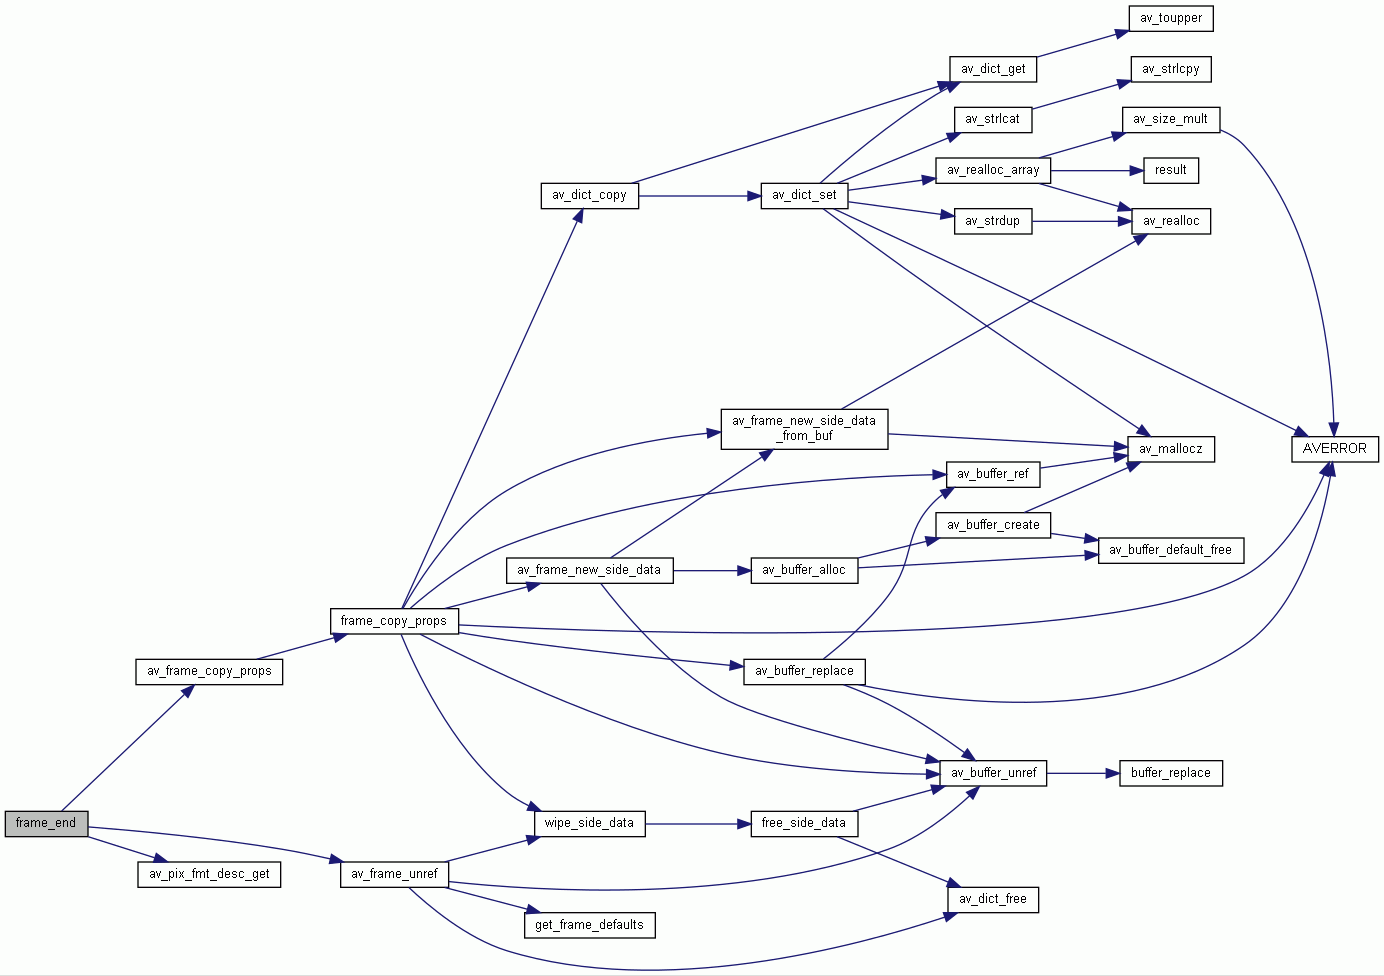 av_toupper
av_dict_get
av_strlcpy
av_strlcat
av_size_mult
av_realloc_array
result
av_dict_copy
av_dict_set
av_strdup
av_realloc
av_frame_new_side_data
_from_buf
av_mallocz
AVERROR
av_buffer_ref
av_buffer_create
av_buffer_default_free
av_frame_new_side_data
av_buffer_alloc
frame_copy_props
av_frame_copy_props
av_buffer_replace
av_buffer_unref
buffer_replace
frame_end
wipe_side_data
free_side_data
av_pix_fmt_desc_get
av_frame_unref
av_dict_free
get_frame_defaults